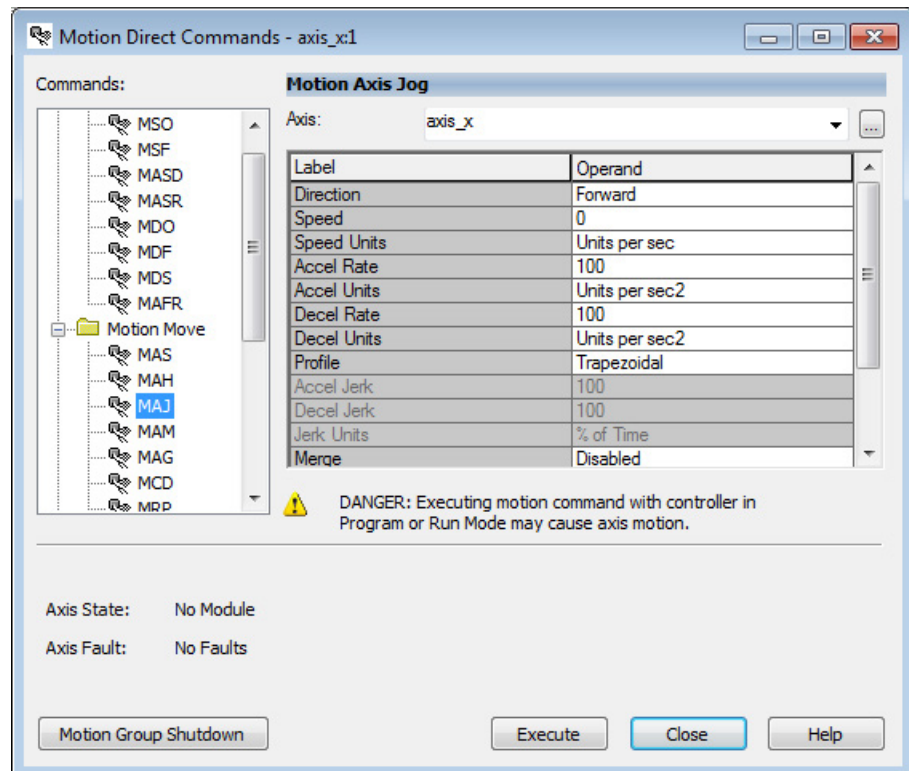 Motion Direct Commands - axis_x:1
Commands:
MSO
MSF
MASD
MASR
MDO
MDF
MDS
MAFR
Motion Move
MAS
MAH
MAJ
MAM
MAG
MCD
MRP
Motion Axis Jog
Axis: axis_x ...
Label Operand
Direction Forward
Speed 0
Speed Units Units per sec
Accel Rate 100
Accel Units Units per sec2
Decel Rate 100
Decel Units Units per sec2
Profile Trapezoidal
Accel Jerk 100
Decel Jerk 100
Jerk Units % of Time
Merge Disabled
DANGER: Executing motion command with controller in
Program or Run Mode may cause axis motion.
Axis State: No Module
Axis Fault: No Faults
Motion Group Shutdown Execute Close Help